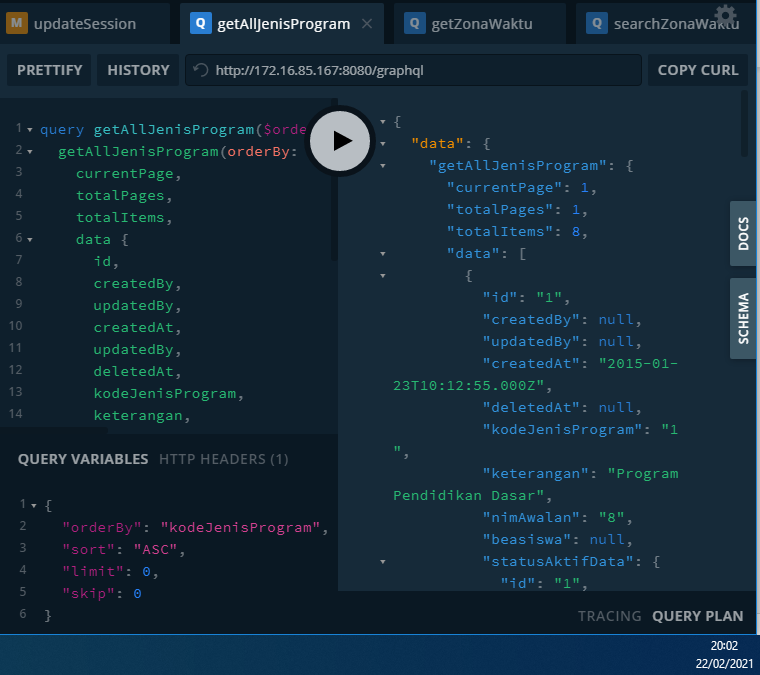 M updateSession
Q getAllJenisProgram ×
Q getZonaWaktu
Q searchZonaWaktu
PRETTIFY
HISTORY
http://172.16.85.167:8080/graphql
COPY CURL
1 query getAllJenisProgram($orde
2 getAllJenisProgram(orderBy:
3 currentPage,
4 totalPages,
5 totalItems,
6 data {
7 id,
8 createdBy,
9 updatedBy,
10 createdAt,
11 updatedBy,
12 deletedAt,
13 kodeJenisProgram,
14 keterangan,
QUERY VARIABLES HTTP HEADERS (1)
1 {
2 "orderBy": "kodeJenisProgram",
3 "sort": "ASC",
4 "limit": 0,
5 "skip": 0
6 }
{
"data": {
"getAllJenisProgram": {
"currentPage": 1,
"totalPages": 1,
"totalItems": 8,
"data": [
{
"id": "1",
"createdBy": null,
"updatedBy": null,
"createdAt": "2015-01-
23T10:12:55.000Z",
"deletedAt": null,
"kodeJenisProgram": "1
",
"keterangan": "Program
Pendidikan Dasar",
"nimAwalan": "8",
"beasiswa": null,
"statusAktifData": {
"id": "1",
DOCS
SCHEMA
TRACING QUERY PLAN
20:02
22/02/2021